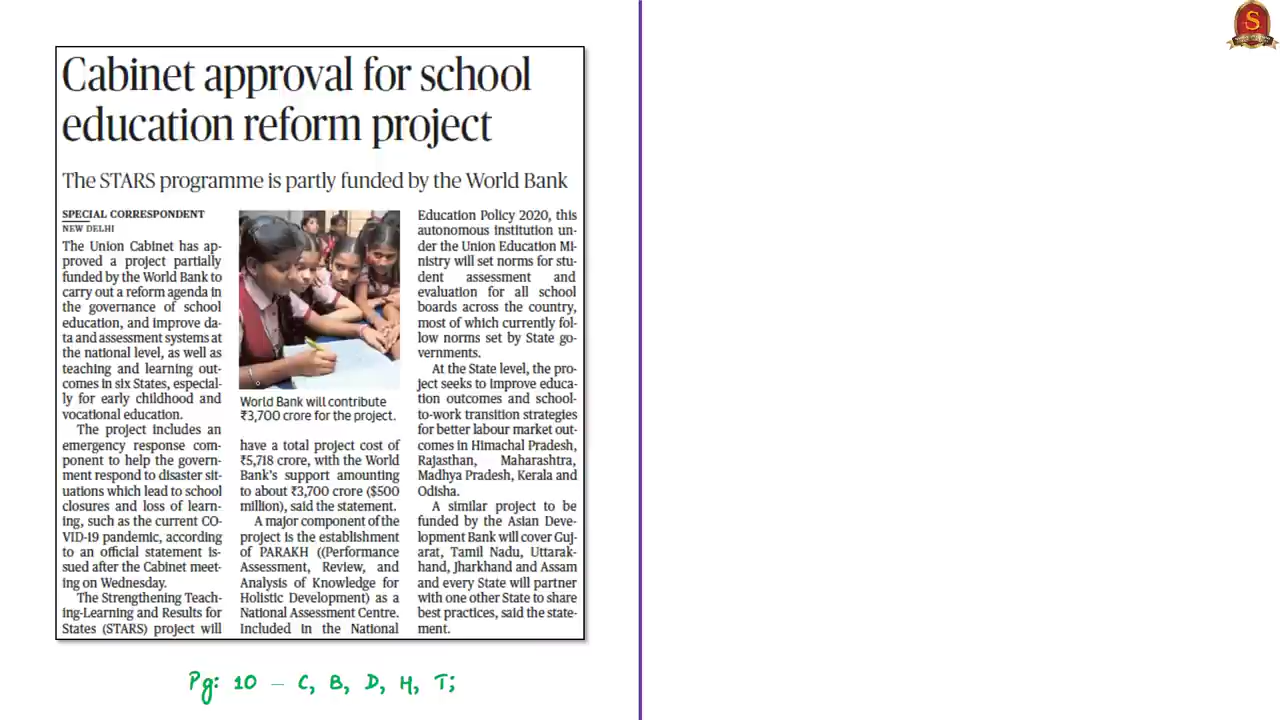 Cabinet approval for school
education reform project
The STARS programme is partly funded by the World Bank
SPECIAL CORRESPONDENT
NEW DELHI
The Union Cabinet has ap-
proved a project partially
funded by the World Bank to
carry out a reform agenda in
the governance of school
education, and improve da-
ta and assessment systems at
the national level, as well as
teaching and learning out-
comes in six States, especial-
ly for early childhood and
vocational education.
The project includes an
emergency response com-
ponent to help the govern-
ment respond to disaster sit-
uations which lead to school
closures and loss of learn-
ing, such as the current CO-
VID-19 pandemic, according
to an official statement is-
sued after the Cabinet meet-
ing on Wednesday.
The Strengthening Teach-
ing-Learning and Results for
States (STARS) project will
World Bank will contribute
₹3,700 crore for the project.
have a total project cost of
₹5,718 crore, with the World
Bank's support amounting
to about ₹3,700 crore ($500
million), said the statement.
A major component of the
project is the establishment
of PARAKH ((Performance
Assessment, Review, and
Analysis of Knowledge for
Holistic Development) as a
National Assessment Centre.
Included in the National
Education Policy 2020, this
autonomous institution un-
der the Union Education Mi-
nistry will set norms for stu-
dent assessment and
evaluation for all school
boards across the country,
most of which currently fol-
low norms set by State go-
vernments.
At the State level, the pro-
ject seeks to improve educa-
tion outcomes and school-
to-work transition strategies
for better labour market out-
comes in Himachal Pradesh,
Rajasthan, Maharashtra,
Madhya Pradesh, Kerala and
Odisha.
A similar project to be
funded by the Asian Deve-
lopment Bank will cover Guj-
arat, Tamil Nadu, Uttarak-
hand, Jharkhand and Assam
and every State will partner
with one other State to share
best practices, said the state-
ment.
Pg: 10 – C, B, D, H, T;
S